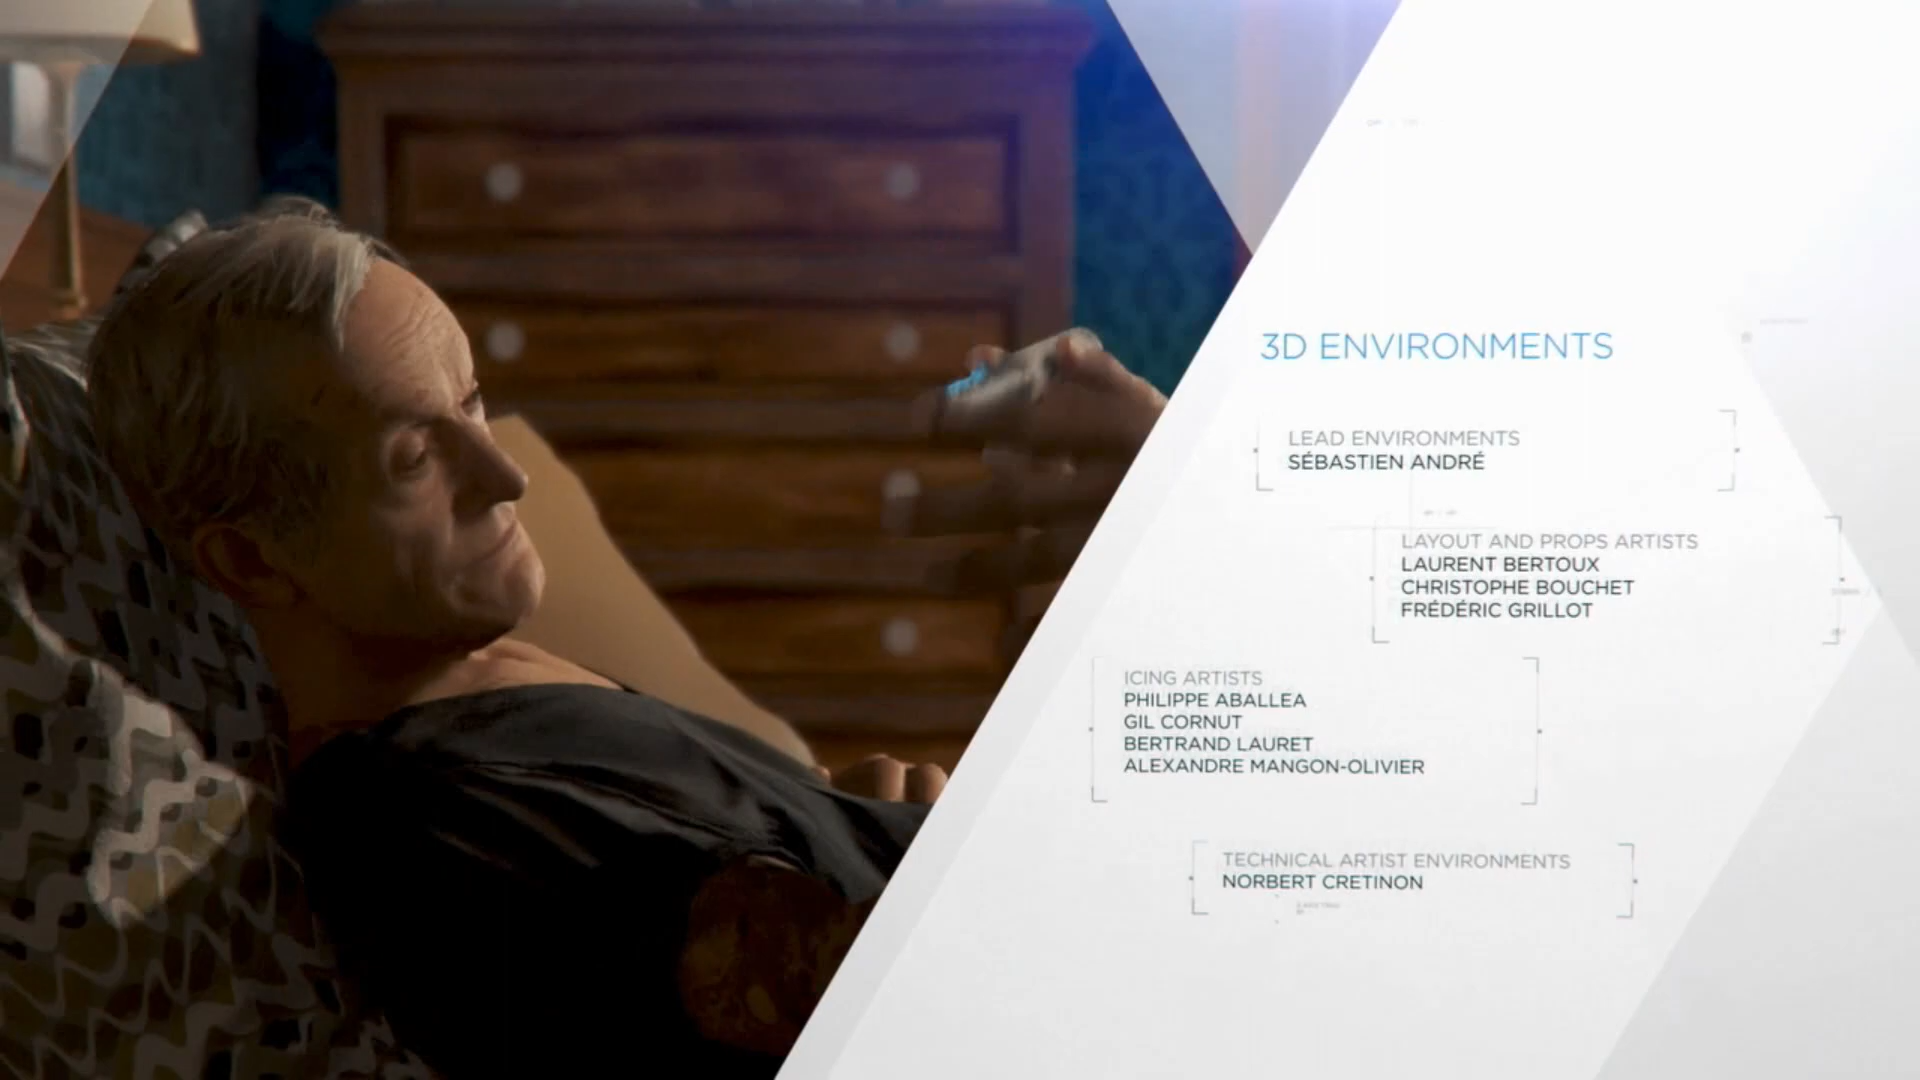 3D ENVIRONMENTS
LEAD ENVIRONMENTS
SÉBASTIEN ANDRÉ
LAYOUT AND PROPS ARTISTS
LAURENT BERTOUX
CHRISTOPHE BOUCHET
FRÉDÉRIC GRILLOT
ICING ARTISTS
PHILIPPE ABALLEA
GIL CORNUT
BERTRAND LAURET
ALEXANDRE MANGON-OLIVIER
TECHNICAL ARTIST ENVIRONMENTS
NORBERT CRETINON